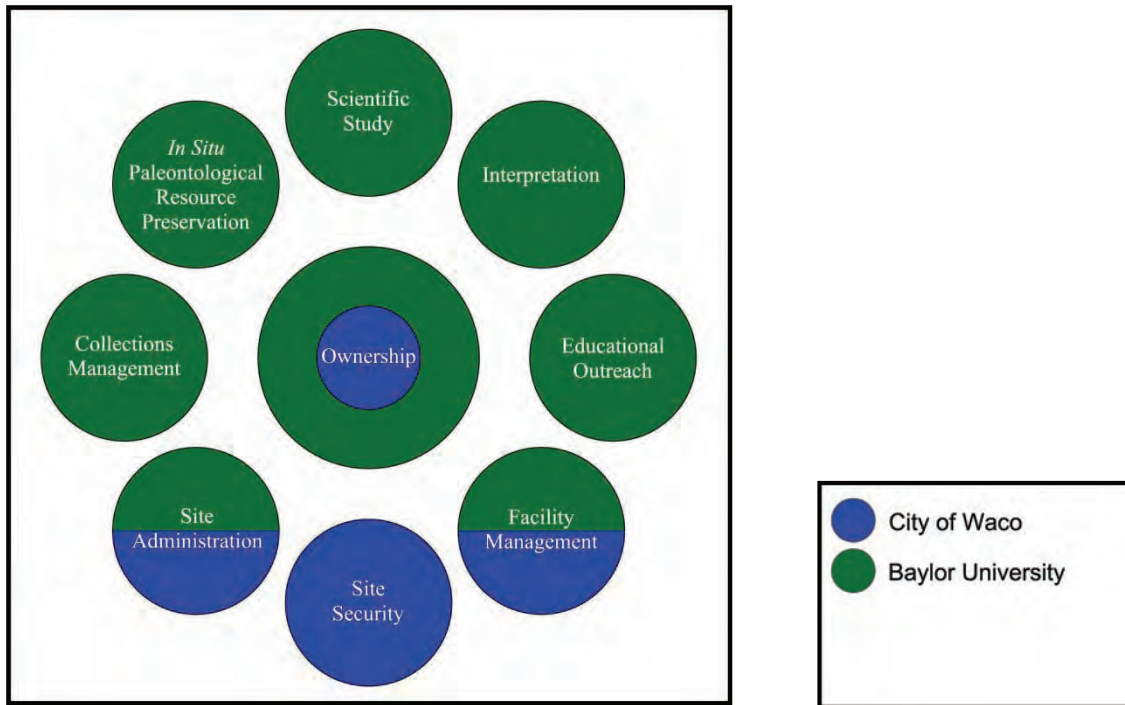 Scientific
Study
In Situ
Paleontological
Resource
Preservation
Interpretation
Collections
Management
Ownership
Educational
Outreach
Site
Administration
Facility
Management
Site
Security
City of Waco
Baylor University